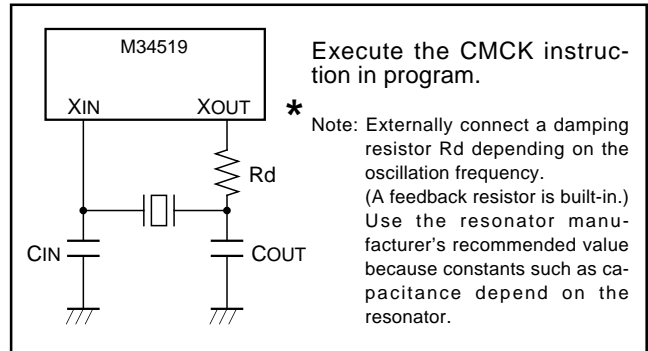 M34519
XIN
XOUT
Rd
CIN
COUT
*
Execute the CMCK instruc-
tion in program.
Note: Externally connect a damping
resistor Rd depending on the
oscillation frequency.
(A feedback resistor is built-in.)
Use the resonator manu-
facturer's recommended value
because constants such as ca-
pacitance depend on the
resonator.